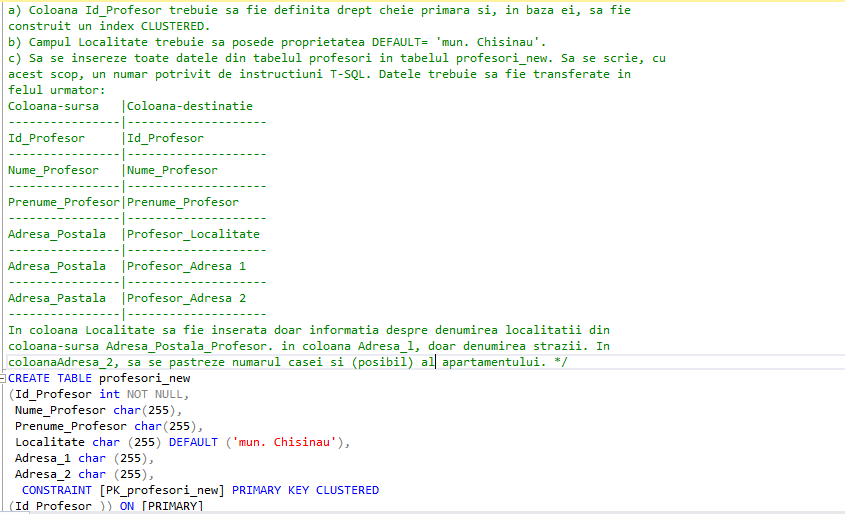 a) Coloana Id_Profesor trebuie sa fie definita drept cheie primara si, in baza ei, sa fie
construit un index CLUSTERED.
b) Campul Localitate trebuie sa posede proprietatea DEFAULT= 'mun. Chisinau'.
c) Sa se insereze toate datele din tabelul profesori in tabelul profesori_new. Sa se scrie, cu
acest scop, un numar potrivit de instructiuni T-SQL. Datele trebuie sa fie transferate in
felul urmator:
Coloana-sursa   |Coloana-destinatie
----------------|--------------------
Id_Profesor     |Id_Profesor
----------------|--------------------
Nume_Profesor   |Nume_Profesor
----------------|--------------------
Prenume_Profesor|Prenume_Profesor
----------------|--------------------
Adresa_Postala  |Profesor_Localitate
----------------|--------------------
Adresa_Postala  |Profesor_Adresa 1
----------------|--------------------
Adresa_Pastala  |Profesor_Adresa 2
----------------|--------------------
In coloana Localitate sa fie inserata doar informatia despre denumirea localitatii din
coloana-sursa Adresa_Postala_Profesor. in coloana Adresa_l, doar denumirea strazii. In
coloanaAdresa_2, sa se pastreze numarul casei si (posibil) al apartamentului. */
CREATE TABLE profesori_new
(Id_Profesor int NOT NULL,
 Nume_Profesor char(255),
 Prenume_Profesor char(255),
 Localitate char (255) DEFAULT ('mun. Chisinau'),
 Adresa_1 char (255),
 Adresa_2 char (255),
  CONSTRAINT [PK_profesori_new] PRIMARY KEY CLUSTERED
(Id_Profesor )) ON [PRIMARY]